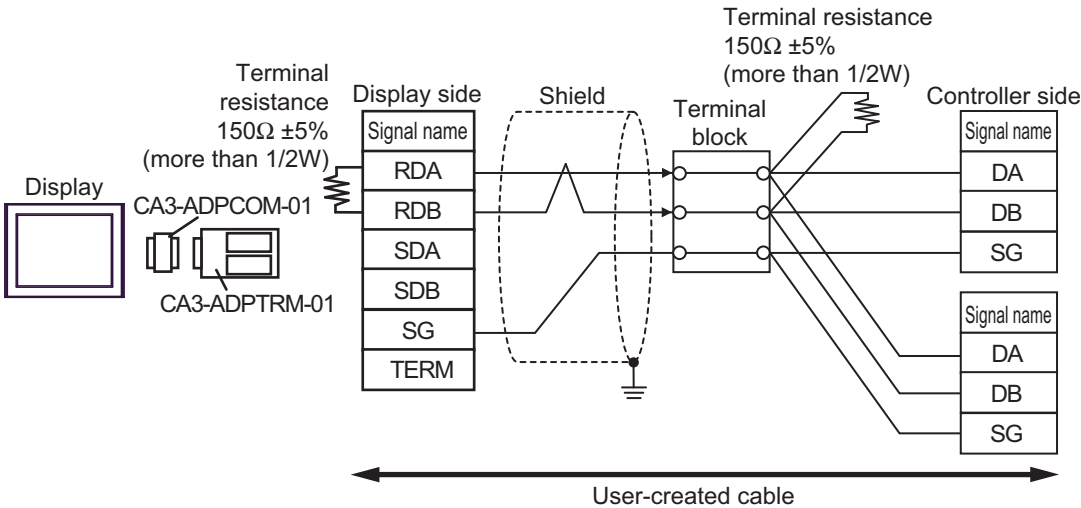 Terminal resistance
150Ω ±5%
(more than 1/2W)
Terminal
resistance
150Ω ±5%
(more than 1/2W)
Display side
Shield
Terminal
block
Controller side
Signal name
RDA
RDB
SDA
SDB
SG
TERM
Signal name
DA
DB
SG
Signal name
DA
DB
SG
Display
CA3-ADPCOM-01
CA3-ADPTRM-01
User-created cable